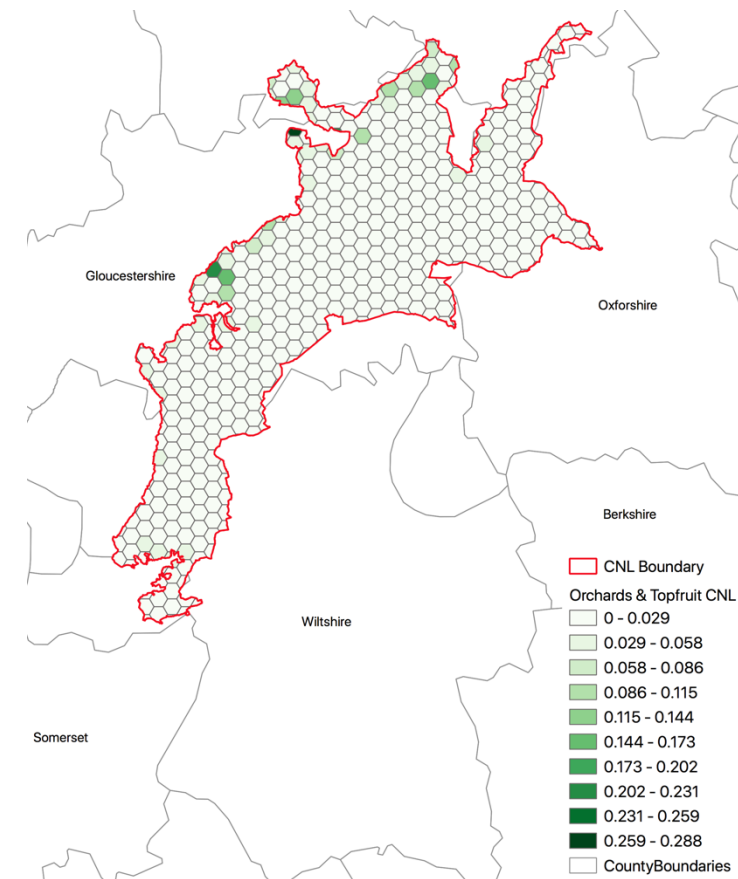 Gloucestershire
Oxforshire
Berkshire
Wiltshire
Somerset
CNL Boundary
Orchards & Topfruit CNL
0 - 0.029
0.029 - 0.058
0.058 - 0.086
0.086 - 0.115
0.115 - 0.144
0.144 - 0.173
0.173 - 0.202
0.202 - 0.231
0.231 - 0.259
0.259 - 0.288
CountyBoundaries